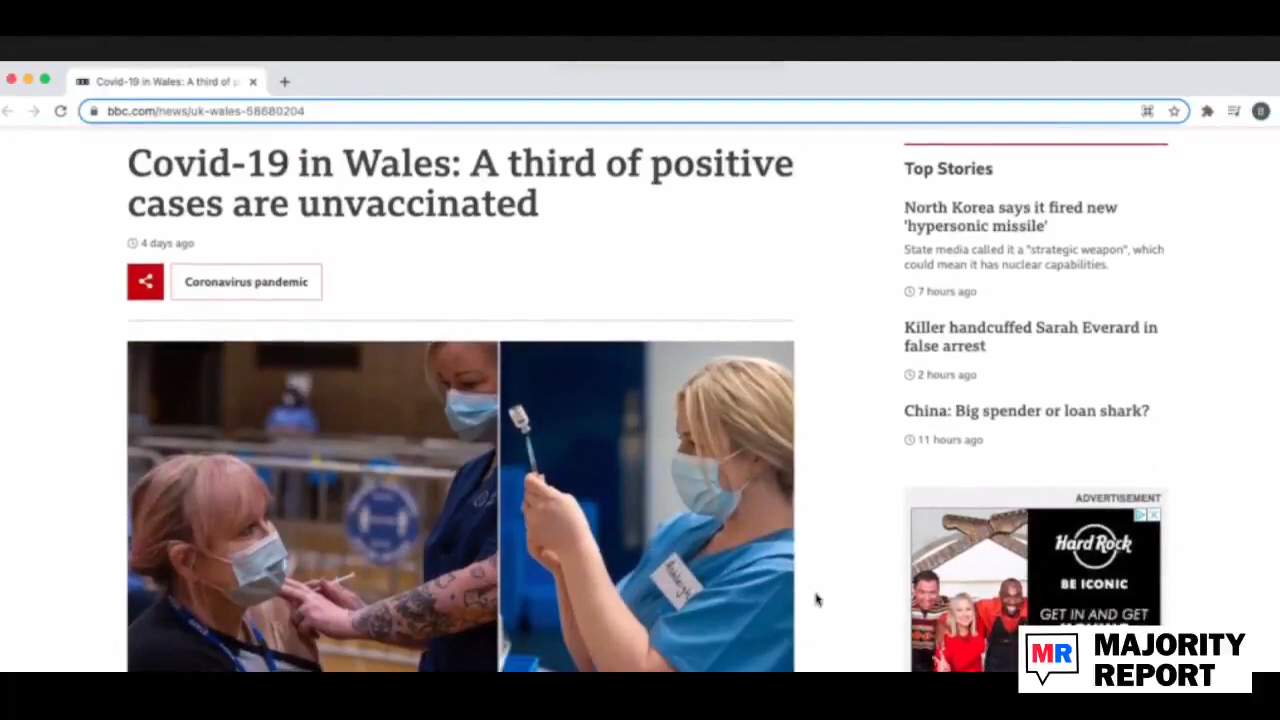 Covid-19 in Wales: A third of p
bbc.com/news/uk-wales-58680204
Covid-19 in Wales: A third of positive
cases are unvaccinated
4 days ago
Coronavirus pandemic
Top Stories
North Korea says it fired new
'hypersonic missile'
State media called it a "strategic weapon", which
could mean it has nuclear capabilities.
7 hours ago
Killer handcuffed Sarah Everard in
false arrest
2 hours ago
China: Big spender or loan shark?
11 hours ago
ADVERTISEMENT
Hard Rock
BE ICONIC
GET IN AND GET
MR MAJORITY
REPORT